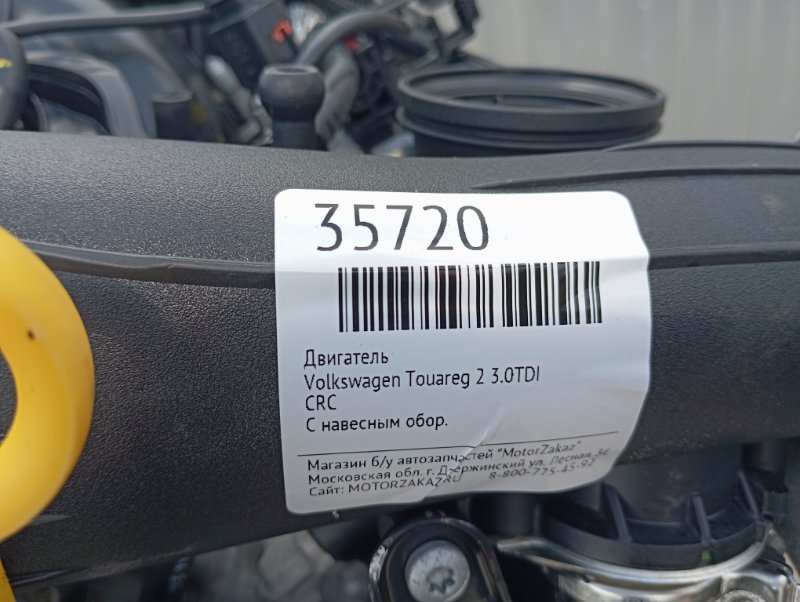 35720
Двигатель
Volkswagen Touareg 2 3.0TDI
CRC
С навесным обор.
Магазин б/у автозапчастей "MotorZakaz"
Московская обл. г. Дзержинский ул. Лесная 36
Сайт: MOTORZAKAZ.RU 8-800-775-45-92